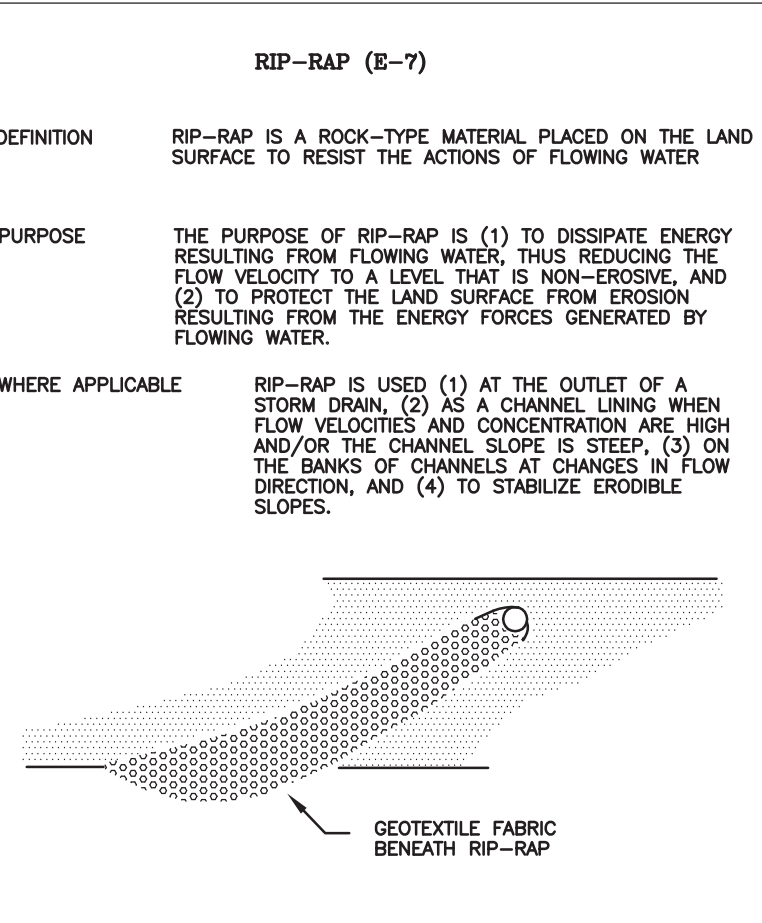 RIP-RAP (E-7)
DEFINITION RIP-RAP IS A ROCK-TYPE MATERIAL PLACED ON THE LAND
SURFACE TO RESIST THE ACTIONS OF FLOWING WATER
PURPOSE THE PURPOSE OF RIP-RAP IS (1) TO DISSIPATE ENERGY
RESULTING FROM FLOWING WATER, THUS REDUCING THE
FLOW VELOCITY TO A LEVEL THAT IS NON-EROSIVE, AND
(2) TO PROTECT THE LAND SURFACE FROM EROSION
RESULTING FROM THE ENERGY FORCES GENERATED BY
FLOWING WATER.
WHERE APPLICABLE RIP-RAP IS USED (1) AT THE OUTLET OF A
STORM DRAIN, (2) AS A CHANNEL LINING WHEN
FLOW VELOCITIES AND CONCENTRATION ARE HIGH
AND/OR THE CHANNEL SLOPE IS STEEP, (3) ON
THE BANKS OF CHANNELS AT CHANGES IN FLOW
DIRECTION, AND (4) TO STABILIZE ERODIBLE
SLOPES.
GEOTEXTILE FABRIC
BENEATH RIP-RAP